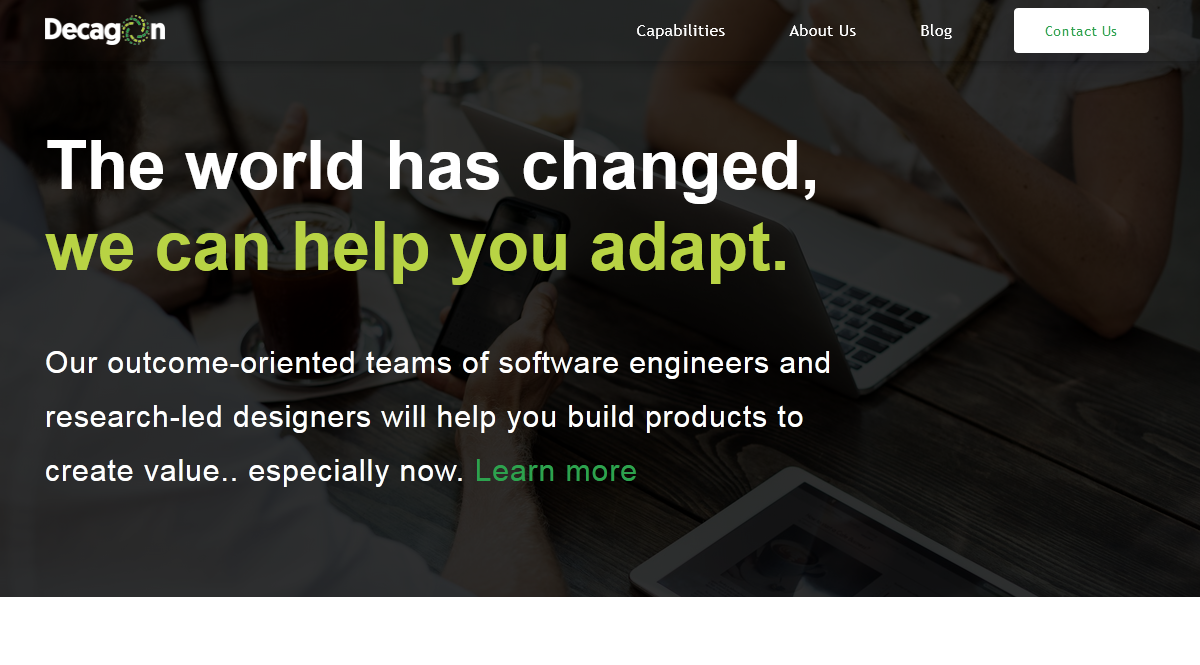 Decagon
Capabilities
About Us
Blog
Contact Us
The world has changed,
we can help you adapt.
Our outcome-oriented teams of software engineers and
research-led designers will help you build products to
create value.. especially now. Learn more